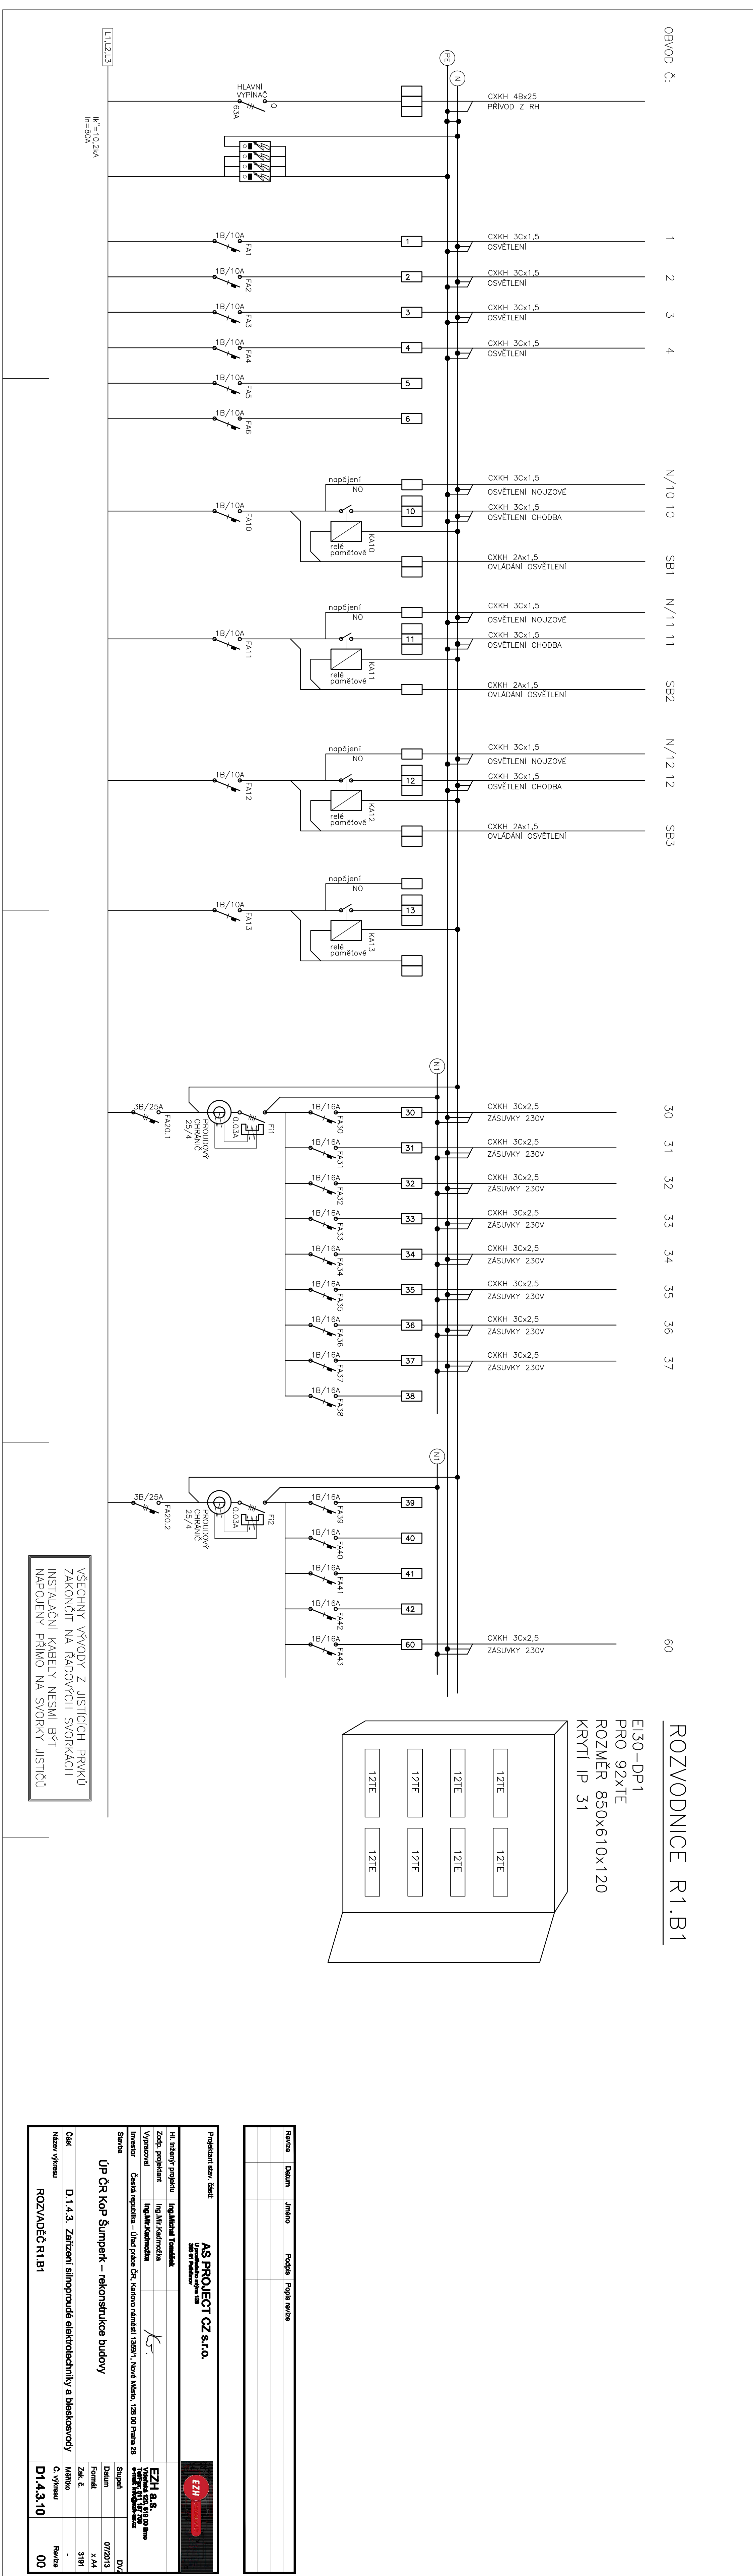 OBVOD Č:
1
2
3
4
N/10 10
SB1
N/11 11
SB2
N/12 12
SB3
30
31
32
33
34
35
36
37
60
ROZVODNICE R1.B1
EI30-DP1
PRO 92xTE
ROZMĚR 850x610x120
KRYTÍ IP 31
12TE
12TE
12TE
12TE
12TE
12TE
12TE
12TE
L1,L2,L3
Ik"=10,2kA
In=80A
PE
N
HLAVNÍ
VYPÍNAČ
Q
63A
CXKH 4Bx25
PŘÍVOD Z RH
1B/10A
FA1
1
CXKH 3Cx1,5
OSVĚTLENÍ
1B/10A
FA2
2
CXKH 3Cx1,5
OSVĚTLENÍ
1B/10A
FA3
3
CXKH 3Cx1,5
OSVĚTLENÍ
1B/10A
FA4
4
CXKH 3Cx1,5
OSVĚTLENÍ
1B/10A
FA5
5
1B/10A
FA6
6
napájení
NO
CXKH 3Cx1,5
OSVĚTLENÍ NOUZOVÉ
1B/10A
FA10
10
CXKH 3Cx1,5
OSVĚTLENÍ CHODBA
KA10
relé
paměťové
CXKH 2Ax1,5
OVLÁDÁNÍ OSVĚTLENÍ
napájení
NO
CXKH 3Cx1,5
OSVĚTLENÍ NOUZOVÉ
1B/10A
FA11
11
CXKH 3Cx1,5
OSVĚTLENÍ CHODBA
KA11
relé
paměťové
CXKH 2Ax1,5
OVLÁDÁNÍ OSVĚTLENÍ
napájení
NO
CXKH 3Cx1,5
OSVĚTLENÍ NOUZOVÉ
1B/10A
FA12
12
CXKH 3Cx1,5
OSVĚTLENÍ CHODBA
KA12
relé
paměťové
CXKH 2Ax1,5
OVLÁDÁNÍ OSVĚTLENÍ
napájení
NO
1B/10A
FA13
13
KA13
relé
paměťové
N1
3B/25A
FA20.1
PROUDOVÝ
CHRÁNIČ
25/4
0.03A
Fi1
1B/16A
FA30
30
CXKH 3Cx2,5
ZÁSUVKY 230V
1B/16A
FA31
31
CXKH 3Cx2,5
ZÁSUVKY 230V
1B/16A
FA32
32
CXKH 3Cx2,5
ZÁSUVKY 230V
1B/16A
FA33
33
CXKH 3Cx2,5
ZÁSUVKY 230V
1B/16A
FA34
34
CXKH 3Cx2,5
ZÁSUVKY 230V
1B/16A
FA35
35
CXKH 3Cx2,5
ZÁSUVKY 230V
1B/16A
FA36
36
CXKH 3Cx2,5
ZÁSUVKY 230V
1B/16A
FA37
37
CXKH 3Cx2,5
ZÁSUVKY 230V
1B/16A
FA38
38
N1
3B/25A
FA20.2
PROUDOVÝ
CHRÁNIČ
25/4
0.03A
Fi2
1B/16A
FA39
39
1B/16A
FA40
40
1B/16A
FA41
41
1B/16A
FA42
42
1B/16A
FA43
60
CXKH 3Cx2,5
ZÁSUVKY 230V
VŠECHNY VÝVODY Z JISTÍCÍCH PRVKŮ
ZAKONČIT NA ŘADOVÝCH SVORKÁCH
INSTALAČNÍ KABELY NESMÍ BÝT
NAPOJENY PŘÍMO NA SVORKY JISTIČŮ
Revize Datum Jméno Podpis Popis revize
Projektant stav. části:
AS PROJECT CZ s.r.o.
EZH
Hl. inženýr projektu Ing.Michal Tomášek
Zodp. projektant Ing.Mir.Kadrnožka
Vypracoval Ing.Mir.Kadrnožka
EZH a.s.
Investor Česká republika – Úřad práce ČR, Karlovo náměstí 1359/1, Nové Město, 128 00 Praha 28
Stavba
ÚP ČR KoP Šumperk – rekonstrukce budovy
Stupeň
Datum 07/2013
Formát x A4
Zak. č. 3191
Část D.1.4.3. Zařízení silnoproudé elektrotechniky a bleskosvody
Měřítko -
Název výkresu
ROZVADĚČ R1.B1
Č. výkresu Revize
D1.4.3.10 00